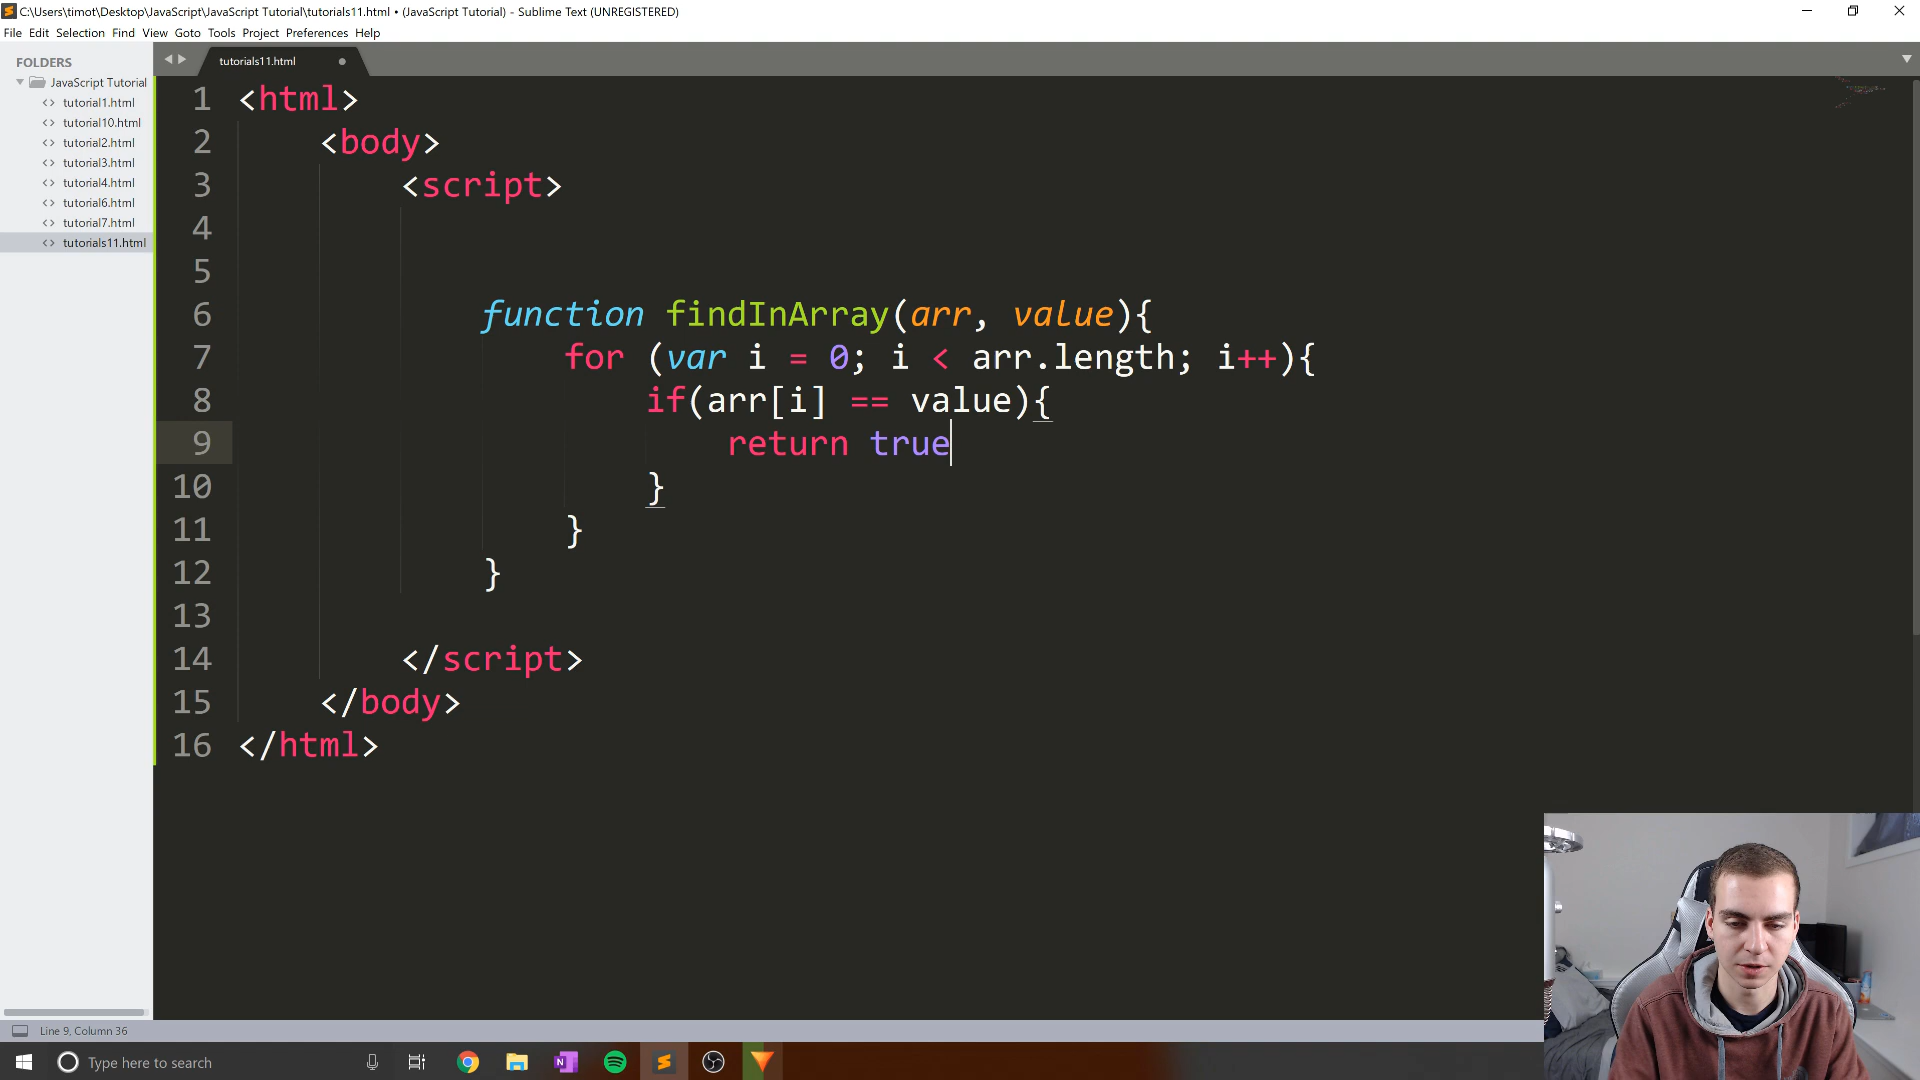 C:\Users\timot\Desktop\JavaScript\JavaScript Tutorial\tutorials11.html • (JavaScript Tutorial) - Sublime Text (UNREGISTERED)
File Edit Selection Find View Goto Tools Project Preferences Help
FOLDERS
JavaScript Tutorial
tutorial1.html
tutorial10.html
tutorial2.html
tutorial3.html
tutorial4.html
tutorial6.html
tutorial7.html
tutorials11.html
tutorials11.html
1 <html>
2 <body>
3 <script>
4
5
6 function findInArray(arr, value){
7 for (var i = 0; i < arr.length; i++){
8 if(arr[i] == value){
9 return true
10 }
11 }
12 }
13
14 </script>
15 </body>
16 </html>
Line 9, Column 36
Type here to search